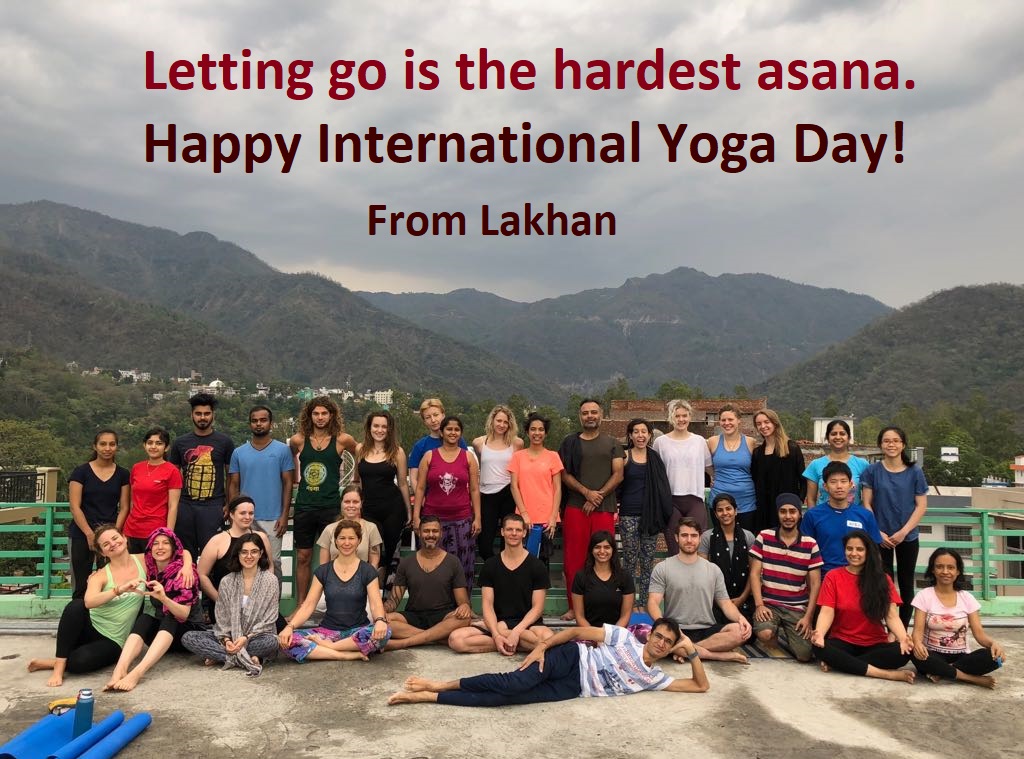 Letting go is the hardest asana.
Happy International Yoga Day!
From Lakhan